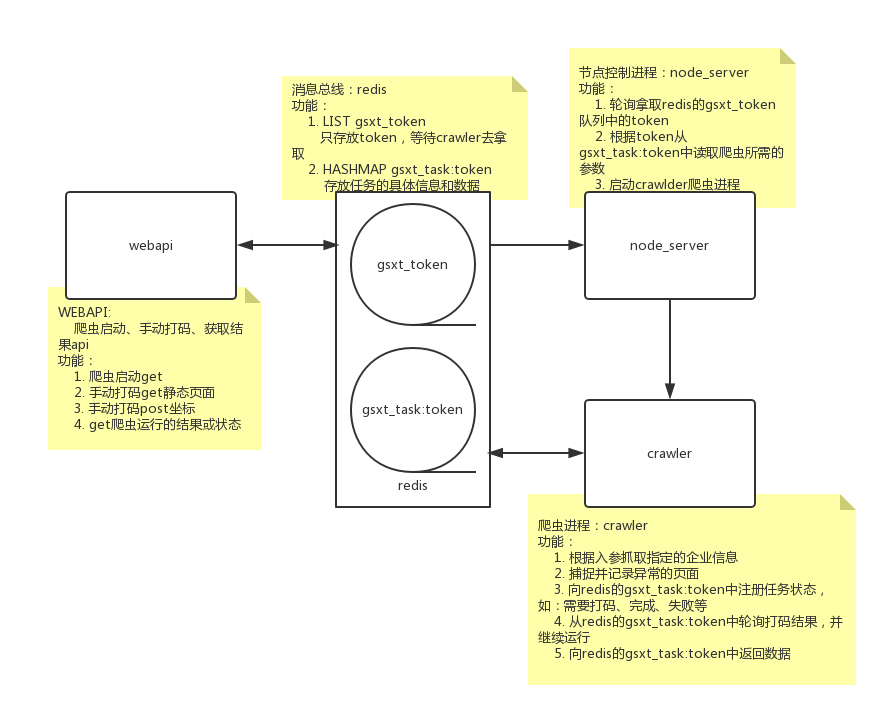 消息总线：redis
功能：
1. LIST gsxt_token
只存放token，等待crawler去拿
取
2. HASHMAP gsxt_task:token
存放任务的具体信息和数据
节点控制进程：node_server
功能：
1. 轮询拿取redis的gsxt_token
队列中的token
2. 根据token从
gsxt_task:token中读取爬虫所需的
参数
3. 启动crawlder爬虫进程
webapi
gsxt_token
node_server
WEBAPI:
爬虫启动、手动打码、获取结
果api
功能：
1. 爬虫启动get
2. 手动打码get静态页面
3. 手动打码post坐标
4. get爬虫运行的结果或状态
gsxt_task:token
redis
crawler
爬虫进程：crawler
功能：
1. 根据入参抓取指定的企业信息
2. 捕捉并记录异常的页面
3. 向redis的gsxt_task:token中注册任务状态，
如：需要打码、完成、失败等
4. 从redis的gsxt_task:token中轮询打码结果，并
继续运行
5. 向redis的gsxt_task:token中返回数据